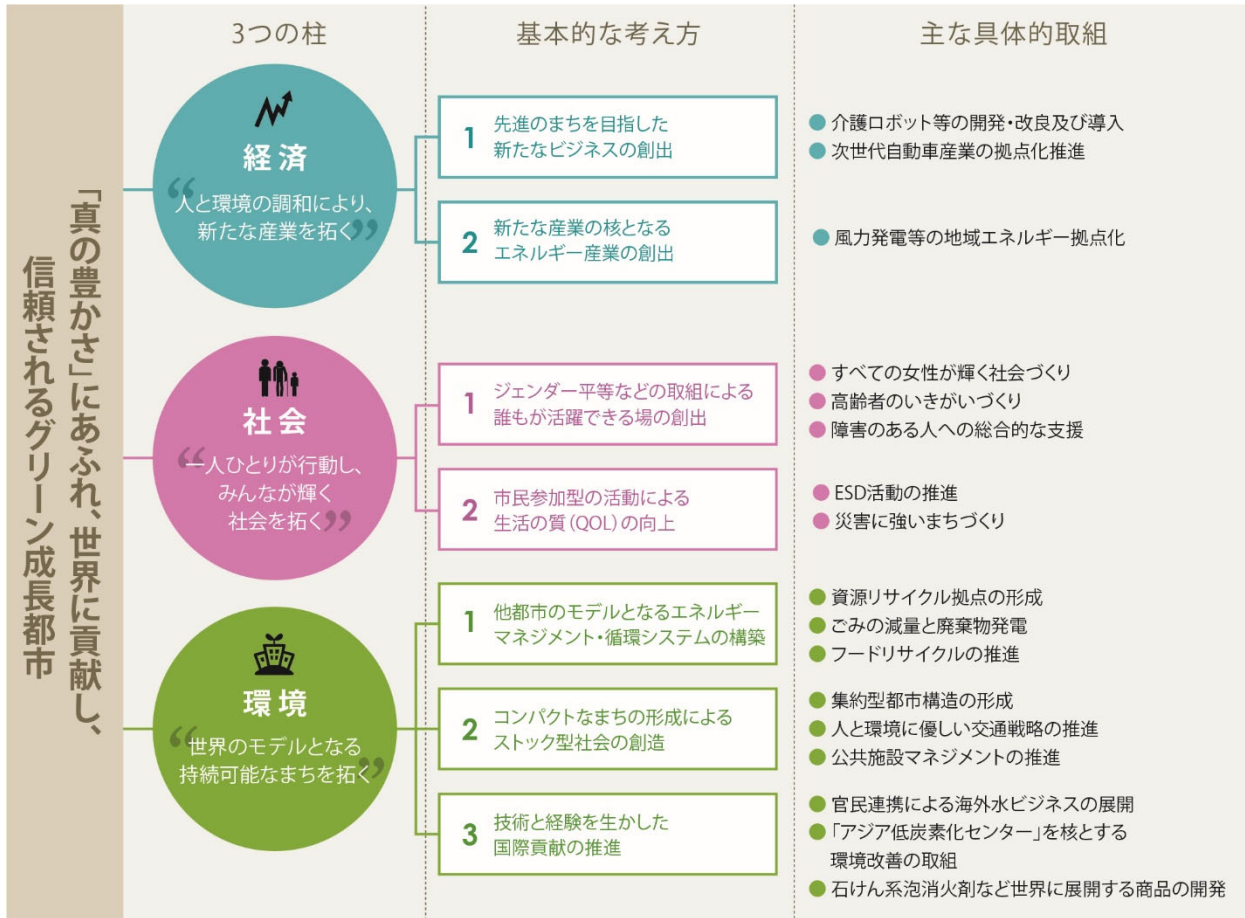 「真の豊かさ」にあふれ、世界に貢献し、
信頼されるグリーン成長都市
3つの柱
基本的な考え方
主な具体的取組
経済
“人と環境の調和により、
新たな産業を拓く”
1
先進のまちを目指した
新たなビジネスの創出
●介護ロボット等の開発・改良及び導入
●次世代自動車産業の拠点化推進
2
新たな産業の核となる
エネルギー産業の創出
●風力発電等の地域エネルギー拠点化
社会
“一人ひとりが行動し、
みんなが輝く
社会を拓く”
1
ジェンダー平等などの取組による
誰もが活躍できる場の創出
●すべての女性が輝く社会づくり
●高齢者のいきがいづくり
●障害のある人への総合的な支援
2
市民参加型の活動による
生活の質(QOL)の向上
●ESD活動の推進
●災害に強いまちづくり
環境
“世界のモデルとなる
持続可能なまちを拓く”
1
他都市のモデルとなるエネルギー
マネジメント・循環システムの構築
●資源リサイクル拠点の形成
●ごみの減量と廃棄物発電
●フードリサイクルの推進
2
コンパクトなまちの形成による
ストック型社会の創造
●集約型都市構造の形成
●人と環境に優しい交通戦略の推進
●公共施設マネジメントの推進
3
技術と経験を生かした
国際貢献の推進
●官民連携による海外水ビジネスの展開
●「アジア低炭素化センター」を核とする
環境改善の取組
●石けん系泡消火剤など世界に展開する商品の開発